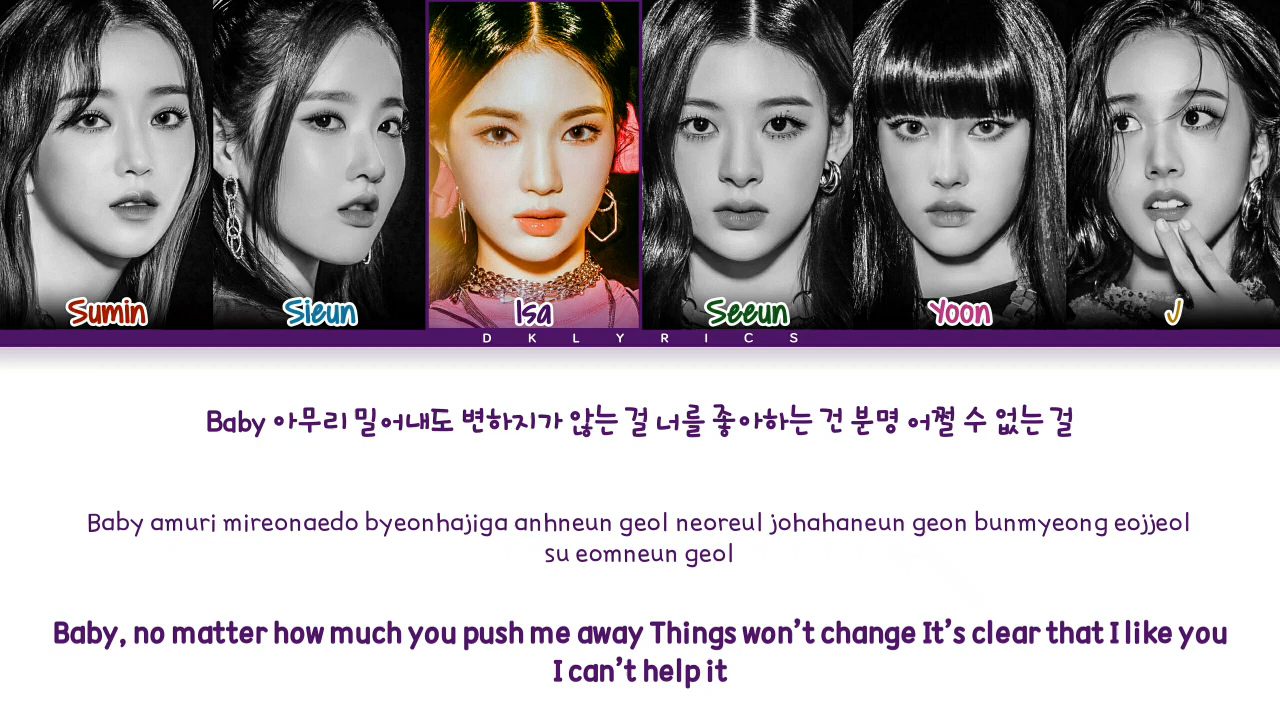 Sumin
Sieun
Isa
Seeun
Yoon
J
DKLYRICS
Baby 아무리 밀어내도 변하지가 않는 걸 너를 좋아하는 건 분명 어쩔 수 없는 걸
Baby amuri mireonaedo byeonhajiga anhneun geol neoreul johahaneun geon bunmyeong eojjeol
su eomneun geol
Baby, no matter how much you push me away Things won't change It's clear that I like you
I can't help it